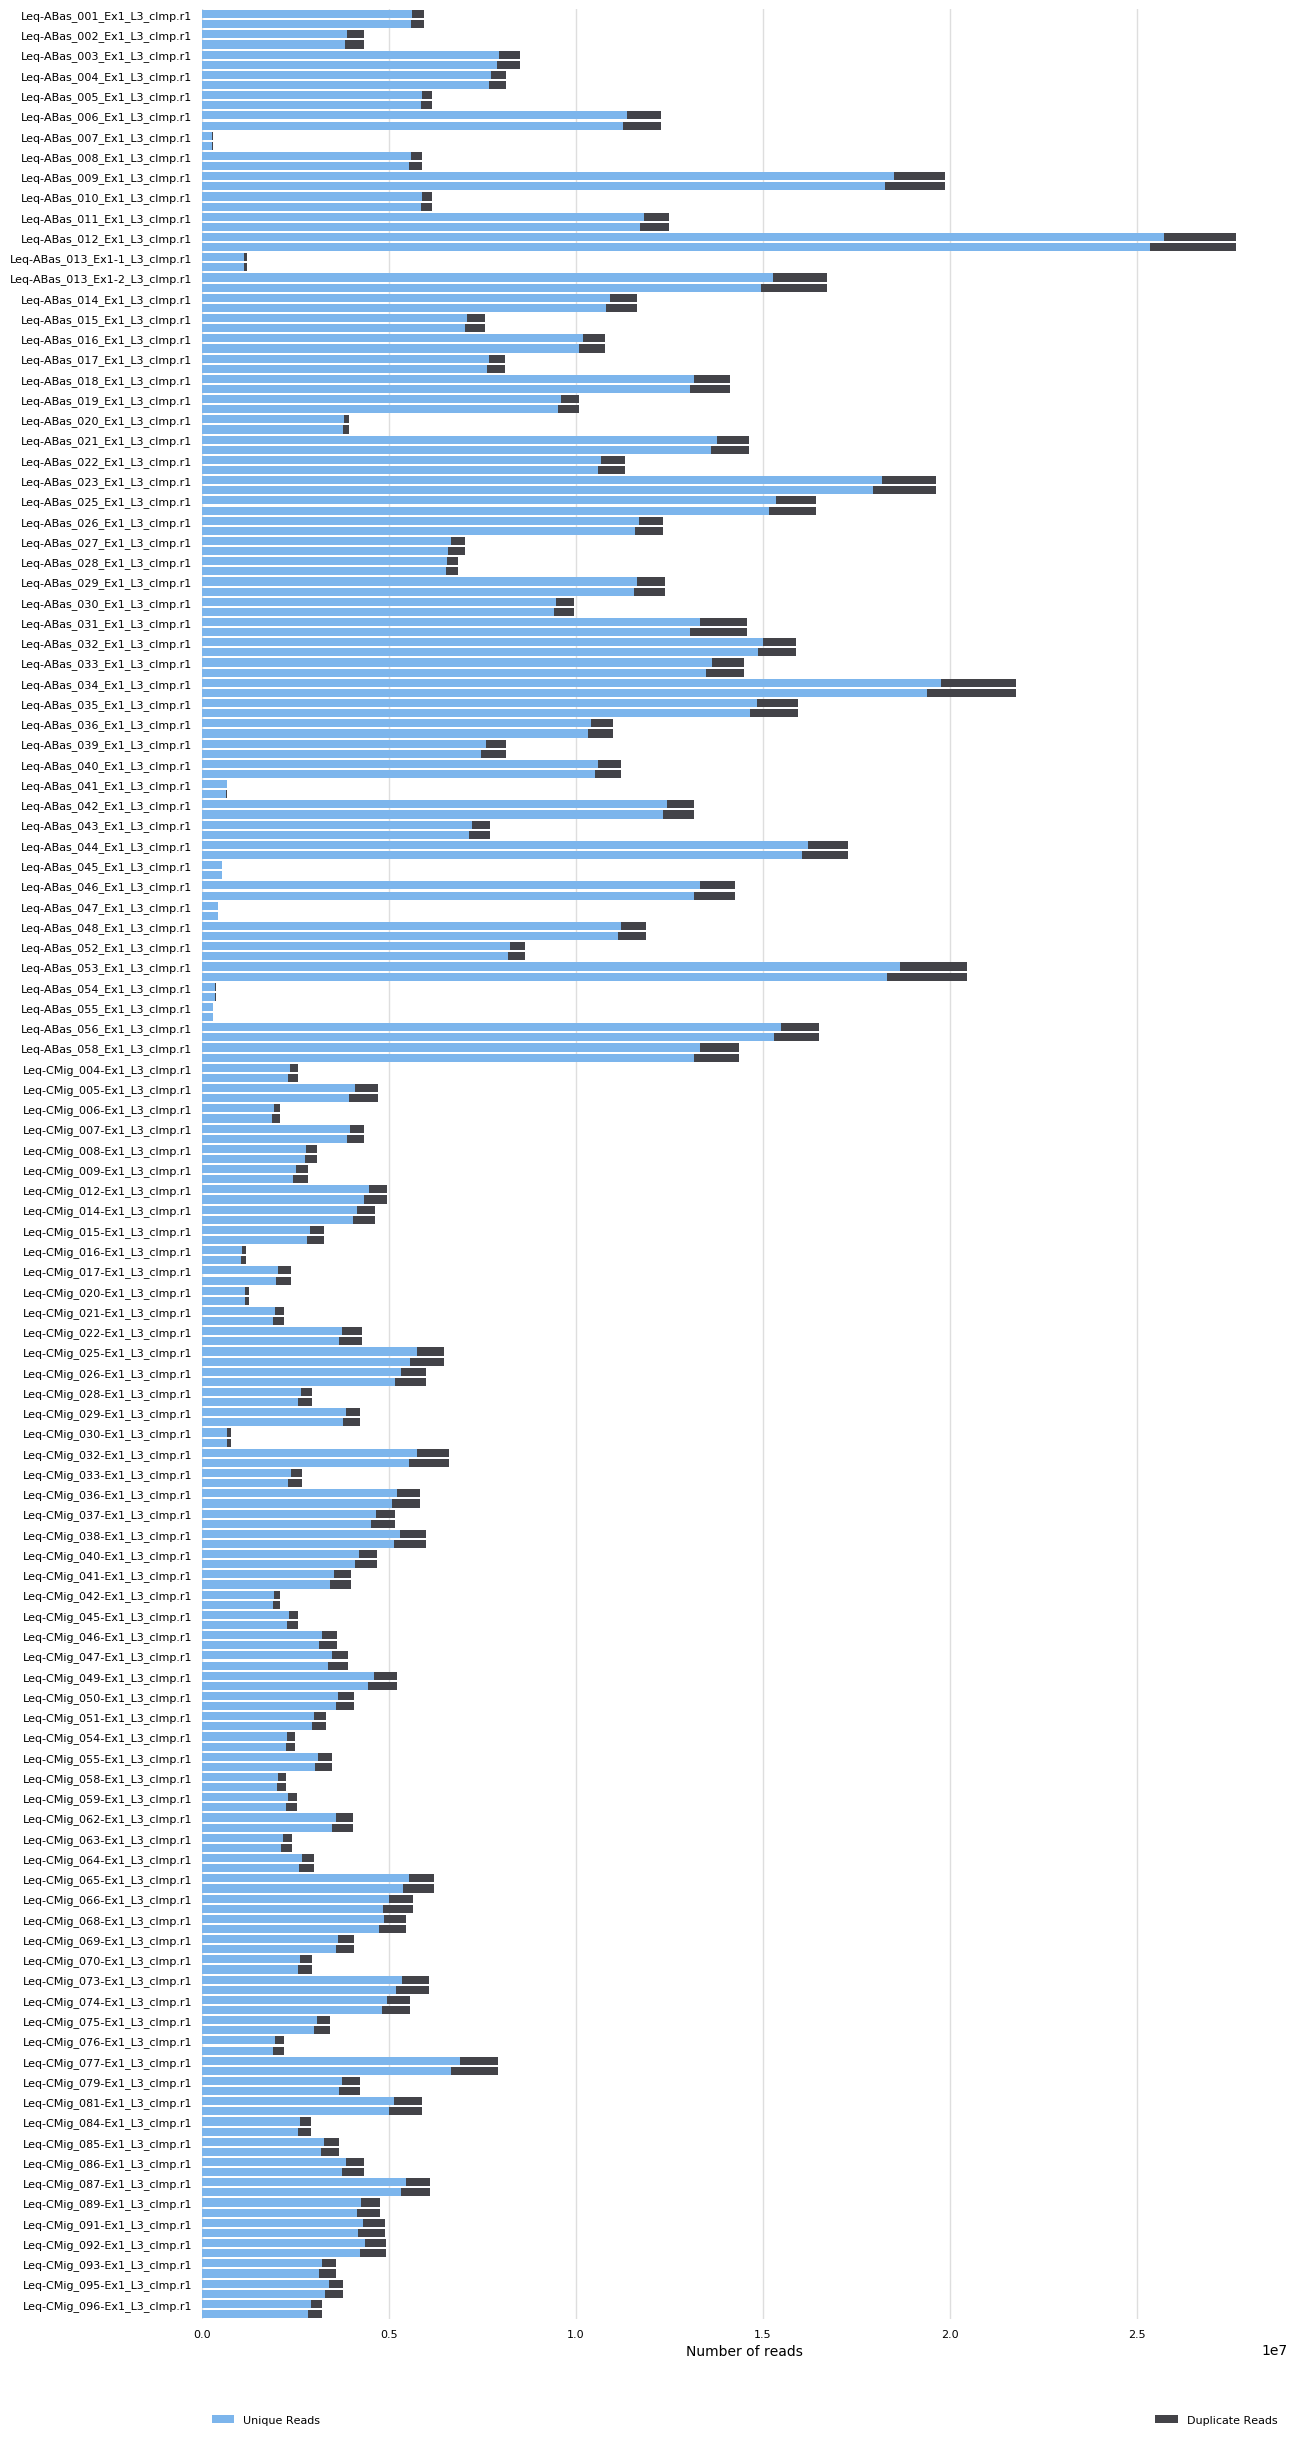 Leq-ABas_001_Ex1_L3_clmp.r1
Leq-ABas_002_Ex1_L3_clmp.r1
Leq-ABas_003_Ex1_L3_clmp.r1
Leq-ABas_004_Ex1_L3_clmp.r1
Leq-ABas_005_Ex1_L3_clmp.r1
Leq-ABas_006_Ex1_L3_clmp.r1
Leq-ABas_007_Ex1_L3_clmp.r1
Leq-ABas_008_Ex1_L3_clmp.r1
Leq-ABas_009_Ex1_L3_clmp.r1
Leq-ABas_010_Ex1_L3_clmp.r1
Leq-ABas_011_Ex1_L3_clmp.r1
Leq-ABas_012_Ex1_L3_clmp.r1
Leq-ABas_013_Ex1-1_L3_clmp.r1
Leq-ABas_013_Ex1-2_L3_clmp.r1
Leq-ABas_014_Ex1_L3_clmp.r1
Leq-ABas_015_Ex1_L3_clmp.r1
Leq-ABas_016_Ex1_L3_clmp.r1
Leq-ABas_017_Ex1_L3_clmp.r1
Leq-ABas_018_Ex1_L3_clmp.r1
Leq-ABas_019_Ex1_L3_clmp.r1
Leq-ABas_020_Ex1_L3_clmp.r1
Leq-ABas_021_Ex1_L3_clmp.r1
Leq-ABas_022_Ex1_L3_clmp.r1
Leq-ABas_023_Ex1_L3_clmp.r1
Leq-ABas_025_Ex1_L3_clmp.r1
Leq-ABas_026_Ex1_L3_clmp.r1
Leq-ABas_027_Ex1_L3_clmp.r1
Leq-ABas_028_Ex1_L3_clmp.r1
Leq-ABas_029_Ex1_L3_clmp.r1
Leq-ABas_030_Ex1_L3_clmp.r1
Leq-ABas_031_Ex1_L3_clmp.r1
Leq-ABas_032_Ex1_L3_clmp.r1
Leq-ABas_033_Ex1_L3_clmp.r1
Leq-ABas_034_Ex1_L3_clmp.r1
Leq-ABas_035_Ex1_L3_clmp.r1
Leq-ABas_036_Ex1_L3_clmp.r1
Leq-ABas_039_Ex1_L3_clmp.r1
Leq-ABas_040_Ex1_L3_clmp.r1
Leq-ABas_041_Ex1_L3_clmp.r1
Leq-ABas_042_Ex1_L3_clmp.r1
Leq-ABas_043_Ex1_L3_clmp.r1
Leq-ABas_044_Ex1_L3_clmp.r1
Leq-ABas_045_Ex1_L3_clmp.r1
Leq-ABas_046_Ex1_L3_clmp.r1
Leq-ABas_047_Ex1_L3_clmp.r1
Leq-ABas_048_Ex1_L3_clmp.r1
Leq-ABas_052_Ex1_L3_clmp.r1
Leq-ABas_053_Ex1_L3_clmp.r1
Leq-ABas_054_Ex1_L3_clmp.r1
Leq-ABas_055_Ex1_L3_clmp.r1
Leq-ABas_056_Ex1_L3_clmp.r1
Leq-ABas_058_Ex1_L3_clmp.r1
Leq-CMig_004-Ex1_L3_clmp.r1
Leq-CMig_005-Ex1_L3_clmp.r1
Leq-CMig_006-Ex1_L3_clmp.r1
Leq-CMig_007-Ex1_L3_clmp.r1
Leq-CMig_008-Ex1_L3_clmp.r1
Leq-CMig_009-Ex1_L3_clmp.r1
Leq-CMig_012-Ex1_L3_clmp.r1
Leq-CMig_014-Ex1_L3_clmp.r1
Leq-CMig_015-Ex1_L3_clmp.r1
Leq-CMig_016-Ex1_L3_clmp.r1
Leq-CMig_017-Ex1_L3_clmp.r1
Leq-CMig_020-Ex1_L3_clmp.r1
Leq-CMig_021-Ex1_L3_clmp.r1
Leq-CMig_022-Ex1_L3_clmp.r1
Leq-CMig_025-Ex1_L3_clmp.r1
Leq-CMig_026-Ex1_L3_clmp.r1
Leq-CMig_028-Ex1_L3_clmp.r1
Leq-CMig_029-Ex1_L3_clmp.r1
Leq-CMig_030-Ex1_L3_clmp.r1
Leq-CMig_032-Ex1_L3_clmp.r1
Leq-CMig_033-Ex1_L3_clmp.r1
Leq-CMig_036-Ex1_L3_clmp.r1
Leq-CMig_037-Ex1_L3_clmp.r1
Leq-CMig_038-Ex1_L3_clmp.r1
Leq-CMig_040-Ex1_L3_clmp.r1
Leq-CMig_041-Ex1_L3_clmp.r1
Leq-CMig_042-Ex1_L3_clmp.r1
Leq-CMig_045-Ex1_L3_clmp.r1
Leq-CMig_046-Ex1_L3_clmp.r1
Leq-CMig_047-Ex1_L3_clmp.r1
Leq-CMig_049-Ex1_L3_clmp.r1
Leq-CMig_050-Ex1_L3_clmp.r1
Leq-CMig_051-Ex1_L3_clmp.r1
Leq-CMig_054-Ex1_L3_clmp.r1
Leq-CMig_055-Ex1_L3_clmp.r1
Leq-CMig_058-Ex1_L3_clmp.r1
Leq-CMig_059-Ex1_L3_clmp.r1
Leq-CMig_062-Ex1_L3_clmp.r1
Leq-CMig_063-Ex1_L3_clmp.r1
Leq-CMig_064-Ex1_L3_clmp.r1
Leq-CMig_065-Ex1_L3_clmp.r1
Leq-CMig_066-Ex1_L3_clmp.r1
Leq-CMig_068-Ex1_L3_clmp.r1
Leq-CMig_069-Ex1_L3_clmp.r1
Leq-CMig_070-Ex1_L3_clmp.r1
Leq-CMig_073-Ex1_L3_clmp.r1
Leq-CMig_074-Ex1_L3_clmp.r1
Leq-CMig_075-Ex1_L3_clmp.r1
Leq-CMig_076-Ex1_L3_clmp.r1
Leq-CMig_077-Ex1_L3_clmp.r1
Leq-CMig_079-Ex1_L3_clmp.r1
Leq-CMig_081-Ex1_L3_clmp.r1
Leq-CMig_084-Ex1_L3_clmp.r1
Leq-CMig_085-Ex1_L3_clmp.r1
Leq-CMig_086-Ex1_L3_clmp.r1
Leq-CMig_087-Ex1_L3_clmp.r1
Leq-CMig_089-Ex1_L3_clmp.r1
Leq-CMig_091-Ex1_L3_clmp.r1
Leq-CMig_092-Ex1_L3_clmp.r1
Leq-CMig_093-Ex1_L3_clmp.r1
Leq-CMig_095-Ex1_L3_clmp.r1
Leq-CMig_096-Ex1_L3_clmp.r1
0.0 0.5 1.0 1.5 2.0 2.5
Number of reads
1e7
Unique Reads Duplicate Reads